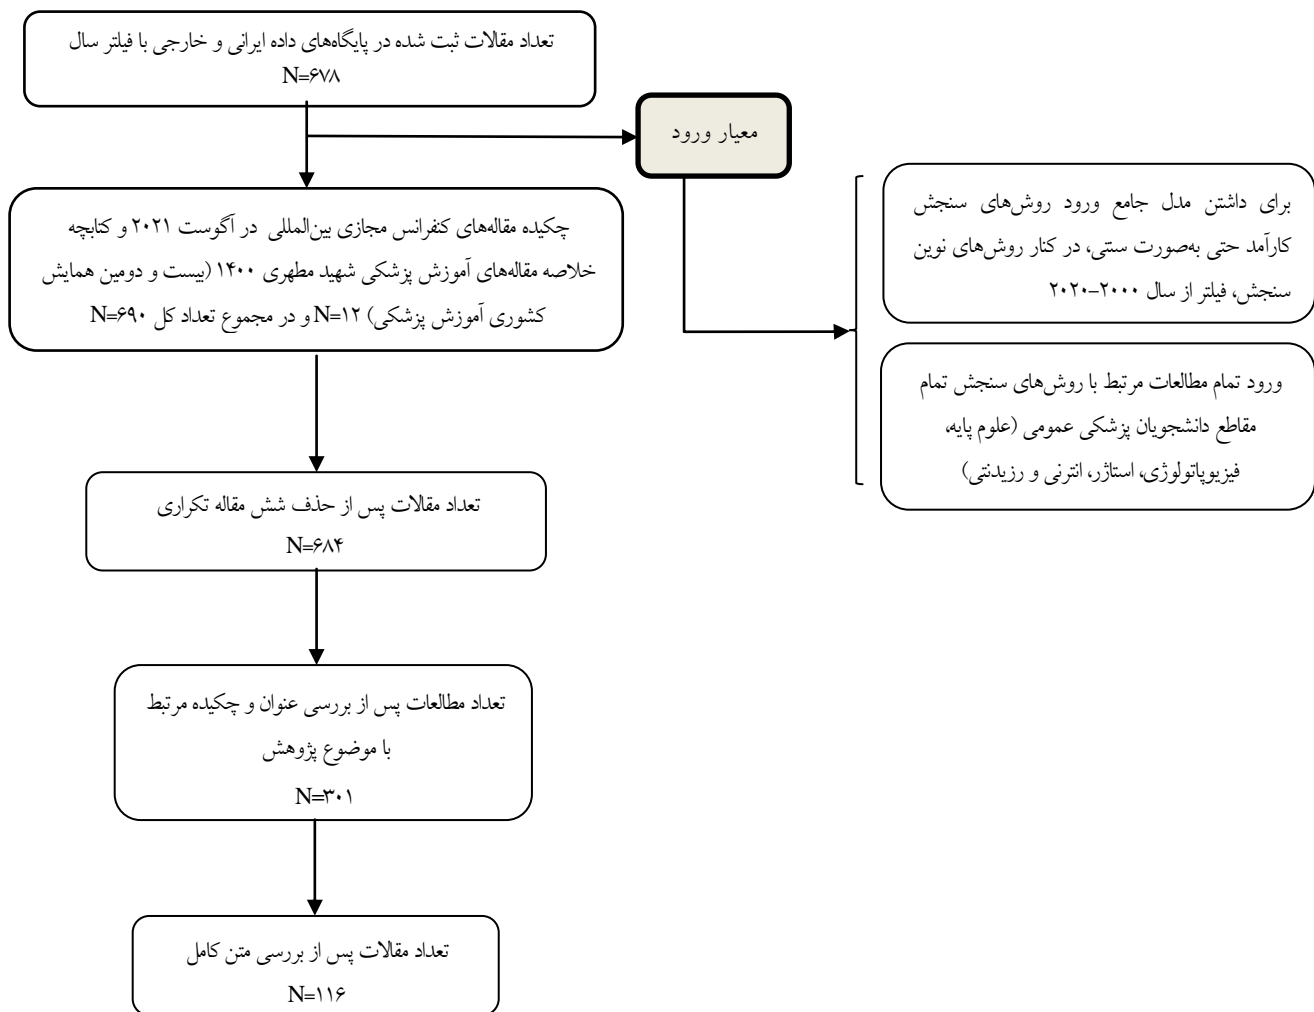 تعداد مقالات ثبت شده در پایگاه‌های داده ایرانی و خارجی با فیلتر سال
N=۶۷۸
معیار ورود
چکیده مقاله‌های کنفرانس مجازی بین‌المللی در آگوست ۲۰۲۱ و کتابچه
خلاصه مقاله‌های آموزش پزشکی شهید مطهری ۱۴۰۰ (بیست و دومین همایش
کشوری آموزش پزشکی) N=۱۲ و در مجموع تعداد کل N=۶۹۰
برای داشتن مدل جامع ورود روش‌های سنجش
کارآمد حتی به‌صورت سنتی، در کنار روش‌های نوین
سنجش، فیلتر از سال ۲۰۰۰-۲۰۲۰
ورود تمام مطالعات مرتبط با روش‌های سنجش تمام
مقاطع دانشجویان پزشکی عمومی (علوم پایه،
فیزیوپاتولوژی، استاژر، انترنی و رزیدنتی)
تعداد مقالات پس از حذف شش مقاله تکراری
N=۶۸۴
تعداد مطالعات پس از بررسی عنوان و چکیده مرتبط
با موضوع پژوهش
N=۳۰۱
تعداد مقالات پس از بررسی متن کامل
N=۱۱۶